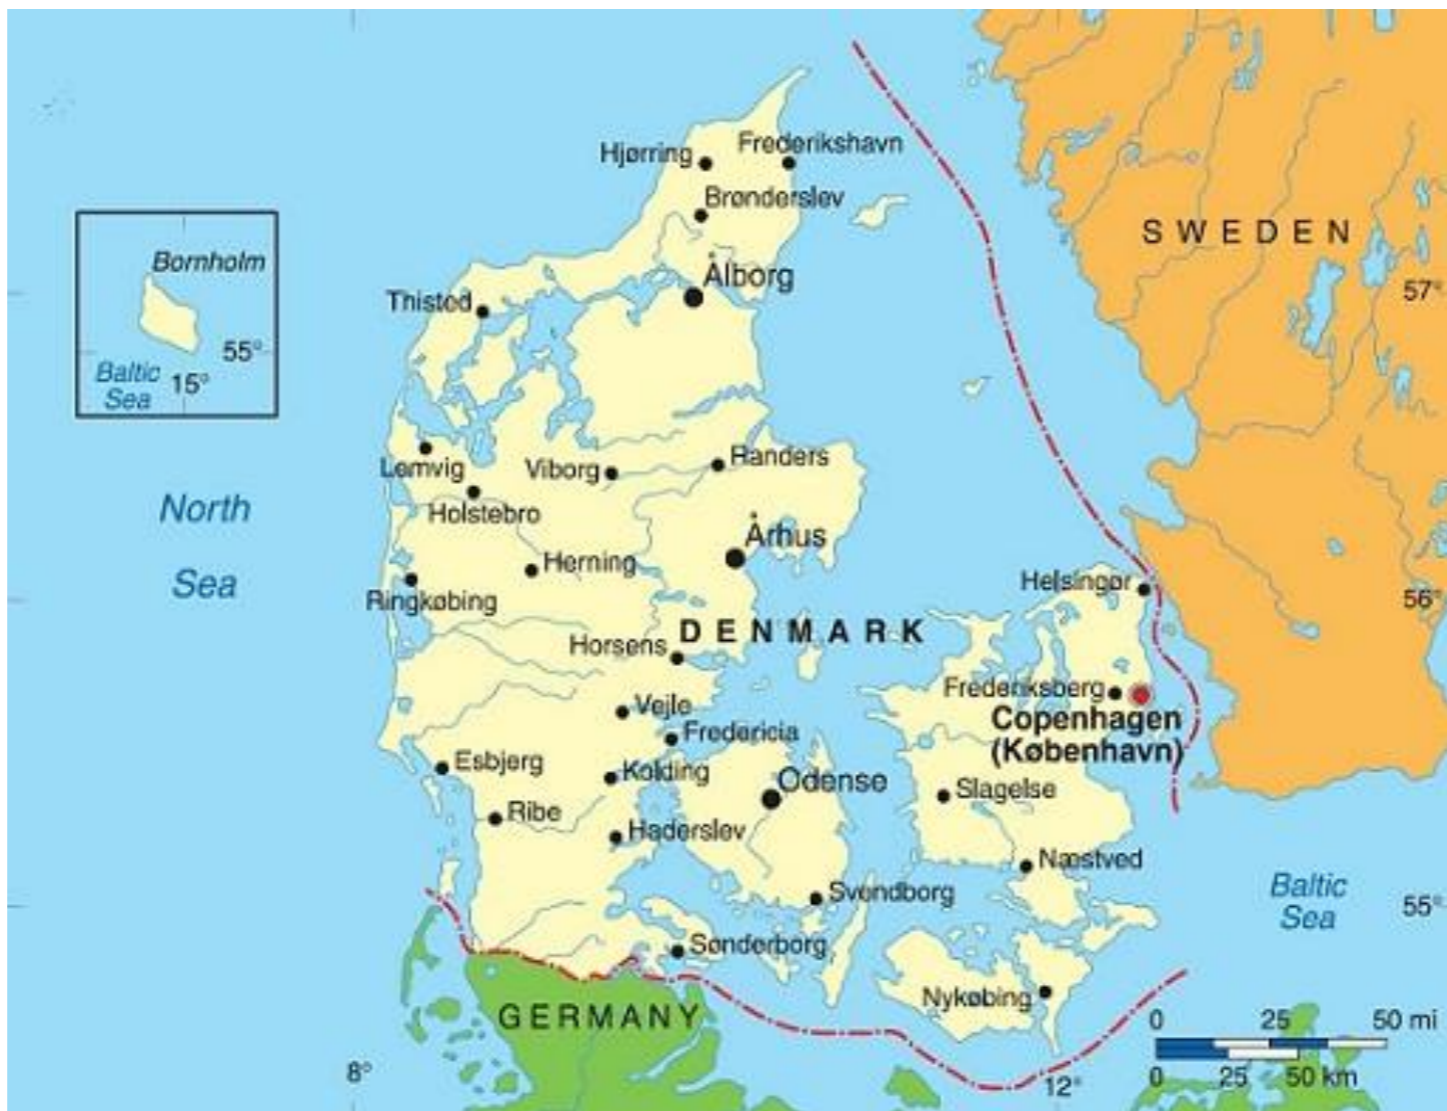 Hjørring
Frederikshavn
Brønderslev
SWEDEN
Bornholm
Ålborg
57°
Thisted
55°
Baltic
Sea
15°
Lemvig
Viborg
Randers
North
Sea
Holstebro
Århus
Herning
Helsingør
Ringkøbing
56°
DENMARK
Horsens
Frederiksberg
Vejle
Copenhagen
(København)
Fredericia
Esbjerg
Kolding
Odense
Slagelse
Ribe
Haderslev
Næstved
Svendborg
Baltic
Sea
55°
Sønderborg
Nykøbing
GERMANY
0 25 50 mi
0 25 50 km
8°
12°